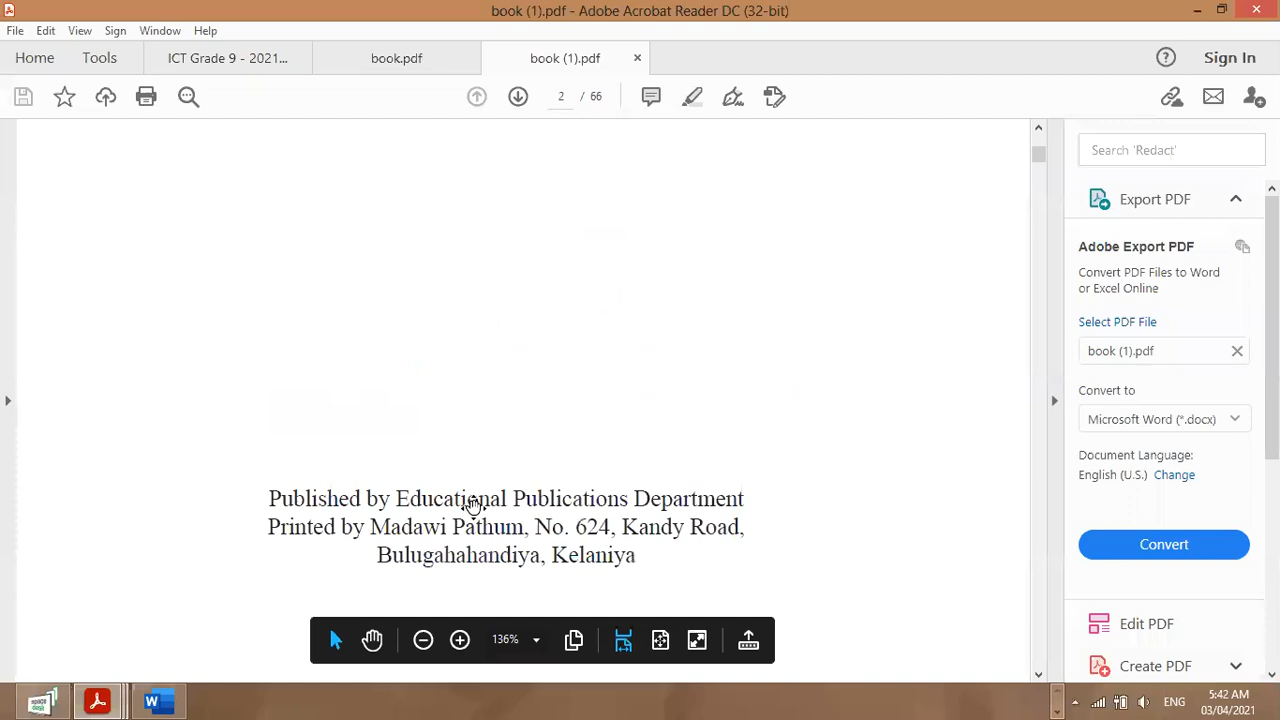 book (1).pdf - Adobe Acrobat Reader DC (32-bit)
File Edit View Sign Window Help
Home Tools ICT Grade 9 - 2021... book.pdf book (1).pdf × ? Sign In
2 / 66
Search 'Redact'
Export PDF
Adobe Export PDF
Convert PDF Files to Word
or Excel Online
Select PDF File
book (1).pdf
Convert to
Microsoft Word (*.docx)
Document Language:
English (U.S.) Change
Convert
Edit PDF
Create PDF
Published by Educational Publications Department
Printed by Madawi Pathum, No. 624, Kandy Road,
Bulugahahandiya, Kelaniya
136%
ENG
5:42 AM
03/04/2021